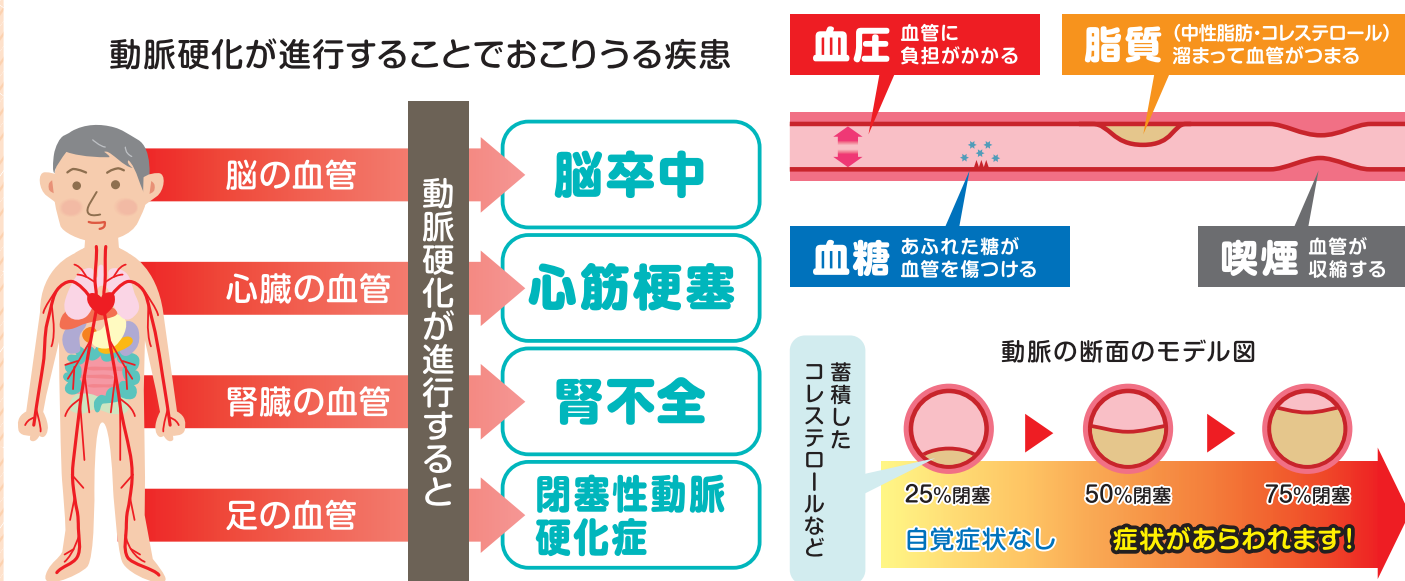 動脈硬化が進行することでおこりうる疾患
脳の血管
心臓の血管
腎臓の血管
足の血管
動脈硬化が進行すると
脳卒中
心筋梗塞
腎不全
閉塞性動脈
硬化症
血圧 血管に
負担がかかる
脂質 (中性脂肪・コレステロール)
溜まって血管がつまる
血糖 あふれた糖が
血管を傷つける
喫煙 血管が
収縮する
動脈の断面のモデル図
蓄積した
コレステロールなど
25%閉塞
50%閉塞
75%閉塞
自覚症状なし
症状があらわれます!